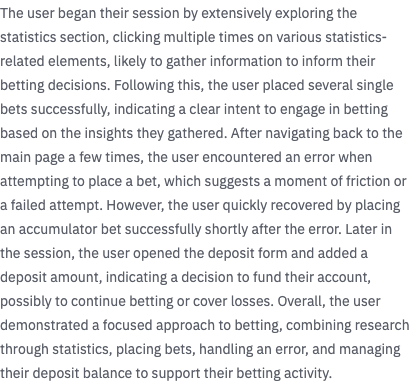 The user began their session by extensively exploring the
statistics section, clicking multiple times on various statistics-
related elements, likely to gather information to inform their
betting decisions. Following this, the user placed several single
bets successfully, indicating a clear intent to engage in betting
based on the insights they gathered. After navigating back to the
main page a few times, the user encountered an error when
attempting to place a bet, which suggests a moment of friction or
a failed attempt. However, the user quickly recovered by placing
an accumulator bet successfully shortly after the error. Later in
the session, the user opened the deposit form and added a
deposit amount, indicating a decision to fund their account,
possibly to continue betting or cover losses. Overall, the user
demonstrated a focused approach to betting, combining research
through statistics, placing bets, handling an error, and managing
their deposit balance to support their betting activity.